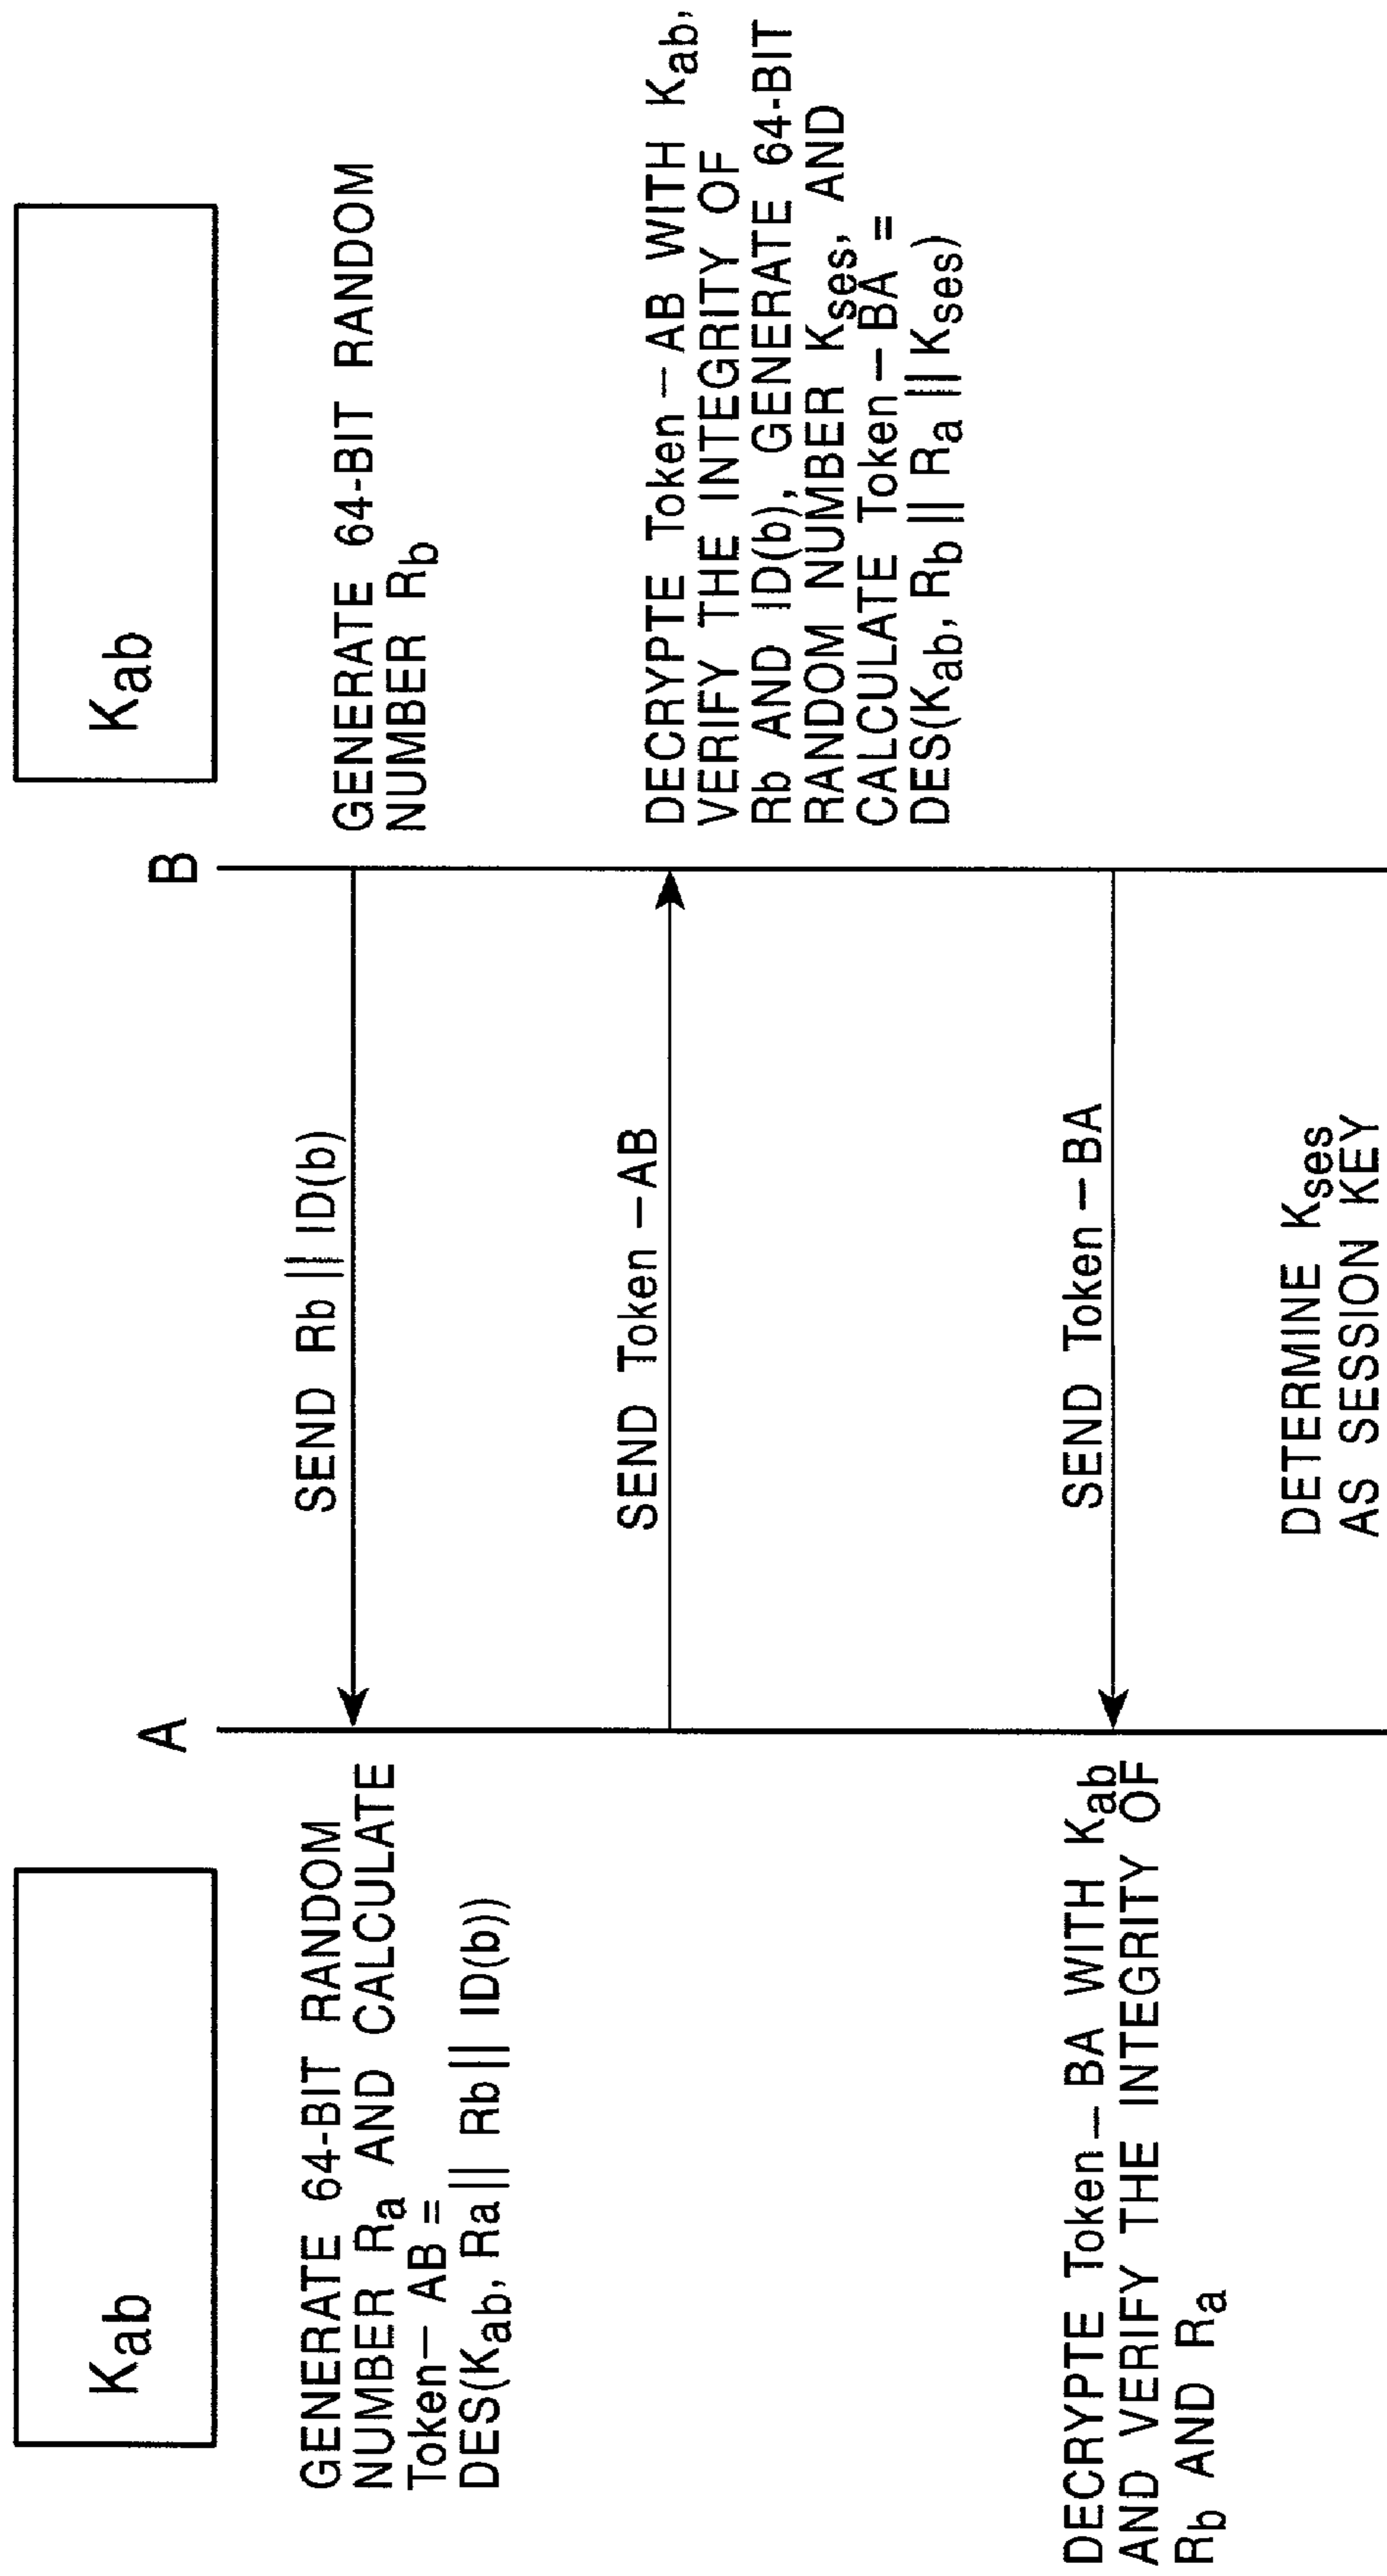 Kab
Kab
A
B
GENERATE 64-BIT RANDOM
NUMBER Rb
SEND Rb || ID(b)
GENERATE 64-BIT RANDOM
NUMBER Ra AND CALCULATE
Token— AB =
DES(Kab, Ra || Rb || ID(b))
SEND Token —AB
DECRYPTE Token — AB WITH Kab,
VERIFY THE INTEGRITY OF
Rb AND ID(b), GENERATE 64-BIT
RANDOM NUMBER Kses, AND
CALCULATE Token — BA =
DES(Kab, Rb || Ra || Kses)
SEND Token — BA
DECRYPTE Token — BA WITH Kab
AND VERIFY THE INTEGRITY OF
Rb AND Ra
DETERMINE Kses
AS SESSION KEY